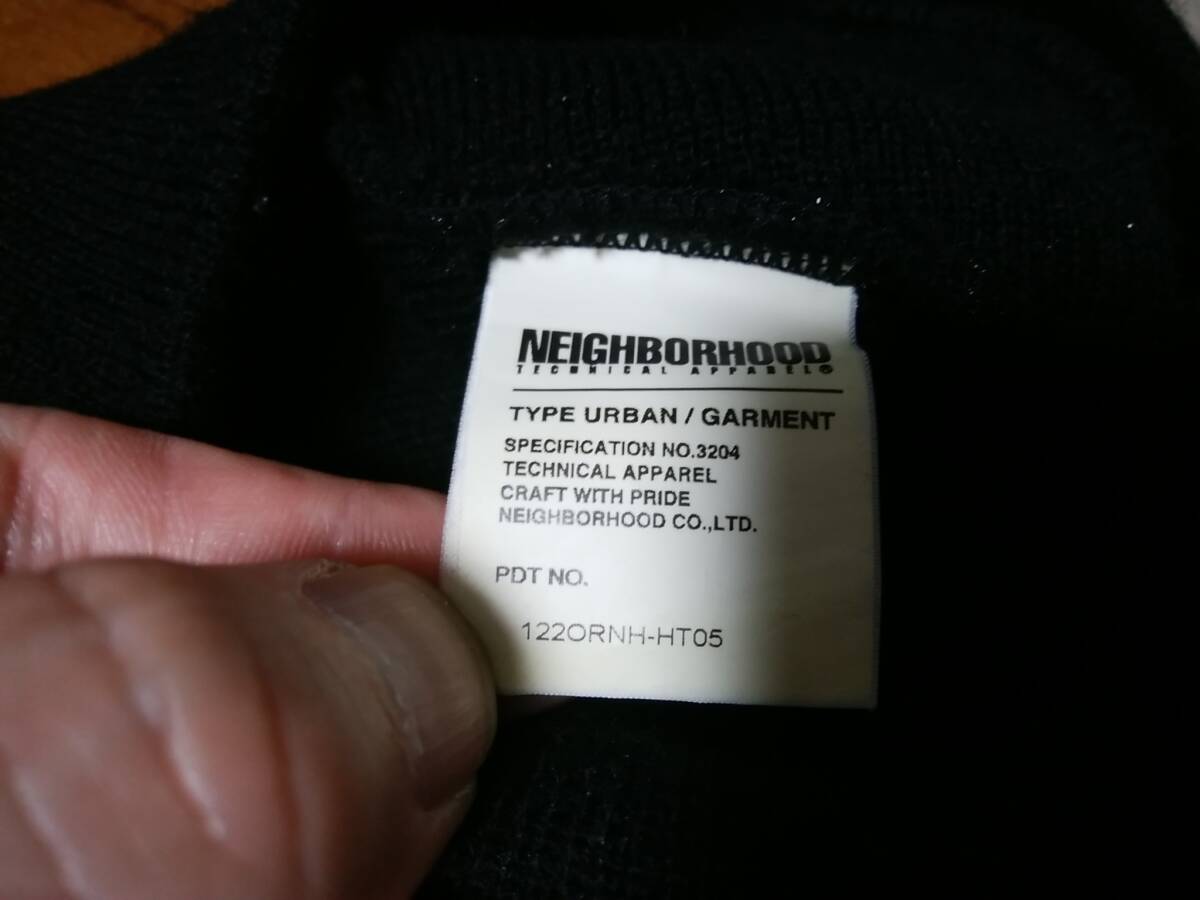 NEIGHBORHOOD
TECHNICAL APPAREL®
TYPE URBAN / GARMENT
SPECIFICATION NO.3204
TECHNICAL APPAREL
CRAFT WITH PRIDE
NEIGHBORHOOD CO.,LTD.
PDT NO.
122ORNH-HT05